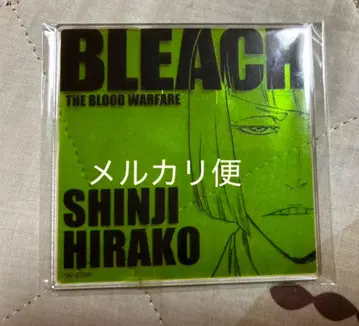 BLEACH
THE BLOOD WARFARE
メルカリ便
SHINJI
HIRAKO